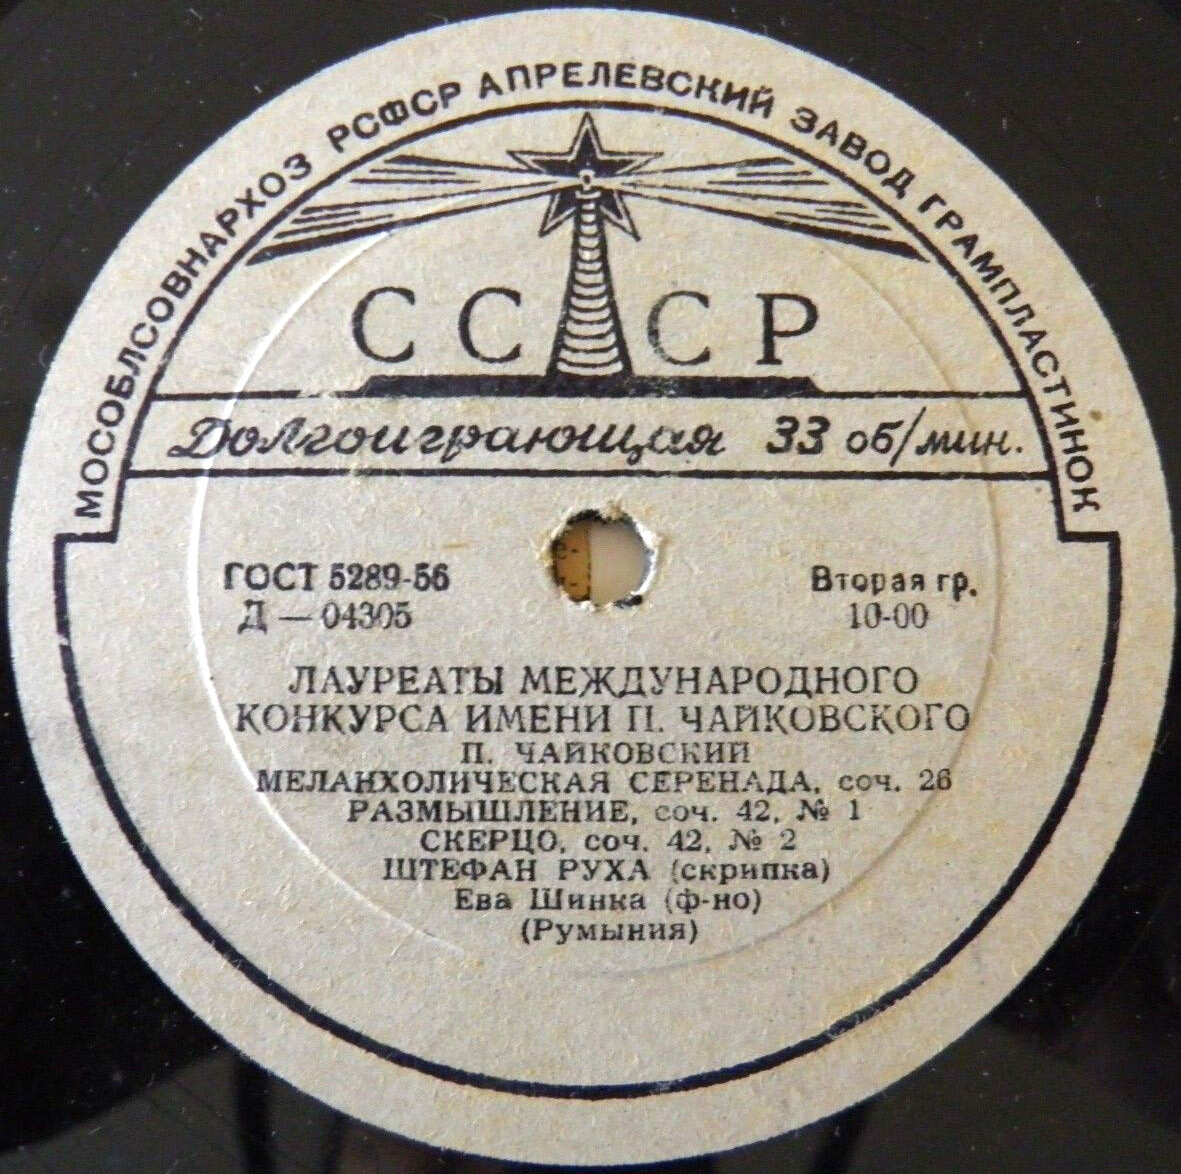 МОСОБЛСОВНАРХОЗ РСФСР АПРЕЛЕВСКИЙ ЗАВОД ГРАМПЛАСТИНОК
СССР
Долгоиграющая 33 об/мин.
ГОСТ 5289-56
Д — 04305
Вторая гр.
10-00
ЛАУРЕАТЫ МЕЖДУНАРОДНОГО
КОНКУРСА ИМЕНИ П. ЧАЙКОВСКОГО
П. ЧАЙКОВСКИЙ
МЕЛАНХОЛИЧЕСКАЯ СЕРЕНАДА, соч. 26
РАЗМЫШЛЕНИЕ, соч. 42, № 1
СКЕРЦО, соч. 42, № 2
ШТЕФАН РУХА (скрипка)
Ева Шинка (ф-но)
(Румыния)